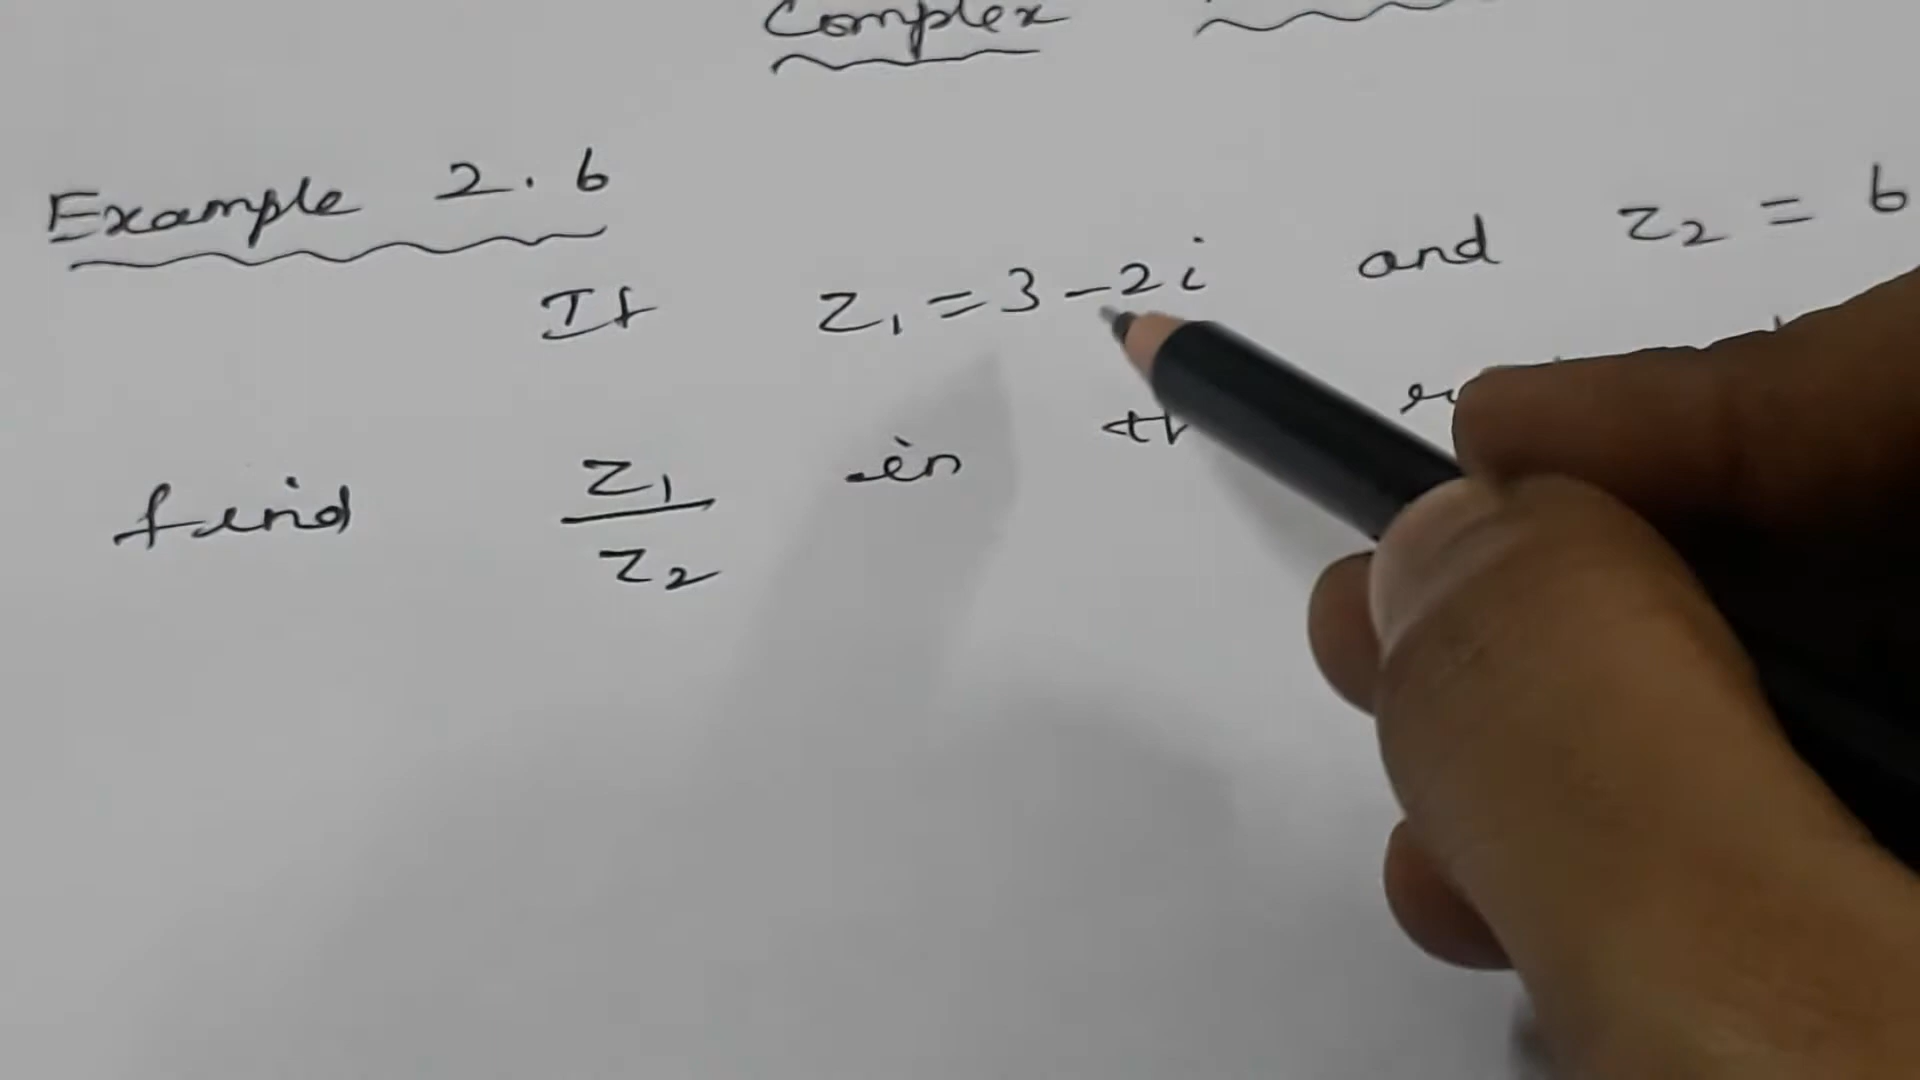 Complex
Example 2.6
If z₁ = 3 - 2i and z₂ = 6
find z₁/z₂ in